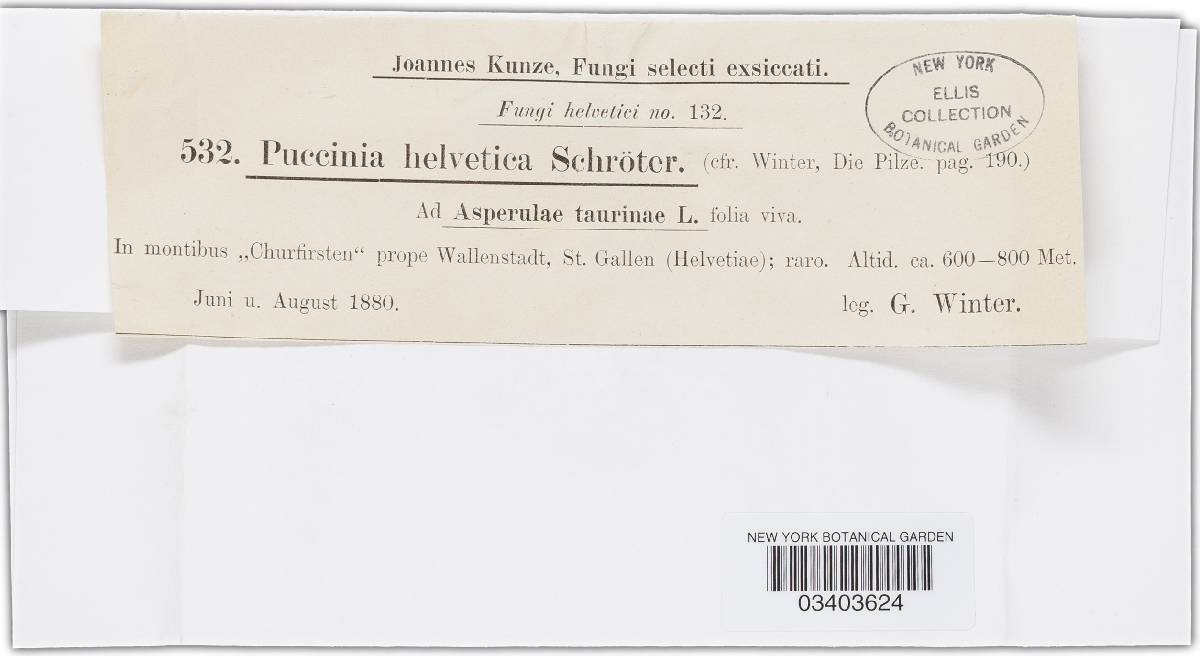 Joannes Kunze, Fungi selecti exsiccati.
Fungi helvetici no. 132.
532. Puccinia helvetica Schröter. (cfr. Winter, Die Pilze. pag. 190.)
Ad Asperulae taurinae L. folia viva.
In montibus „Churfirsten“ prope Wallenstadt, St. Gallen (Helvetiae); raro. Altid. ca. 600—800 Met.
Juni u. August 1880.
leg. G. Winter.
NEW YORK
ELLIS
COLLECTION
BOTANICAL GARDEN
NEW YORK BOTANICAL GARDEN
03403624